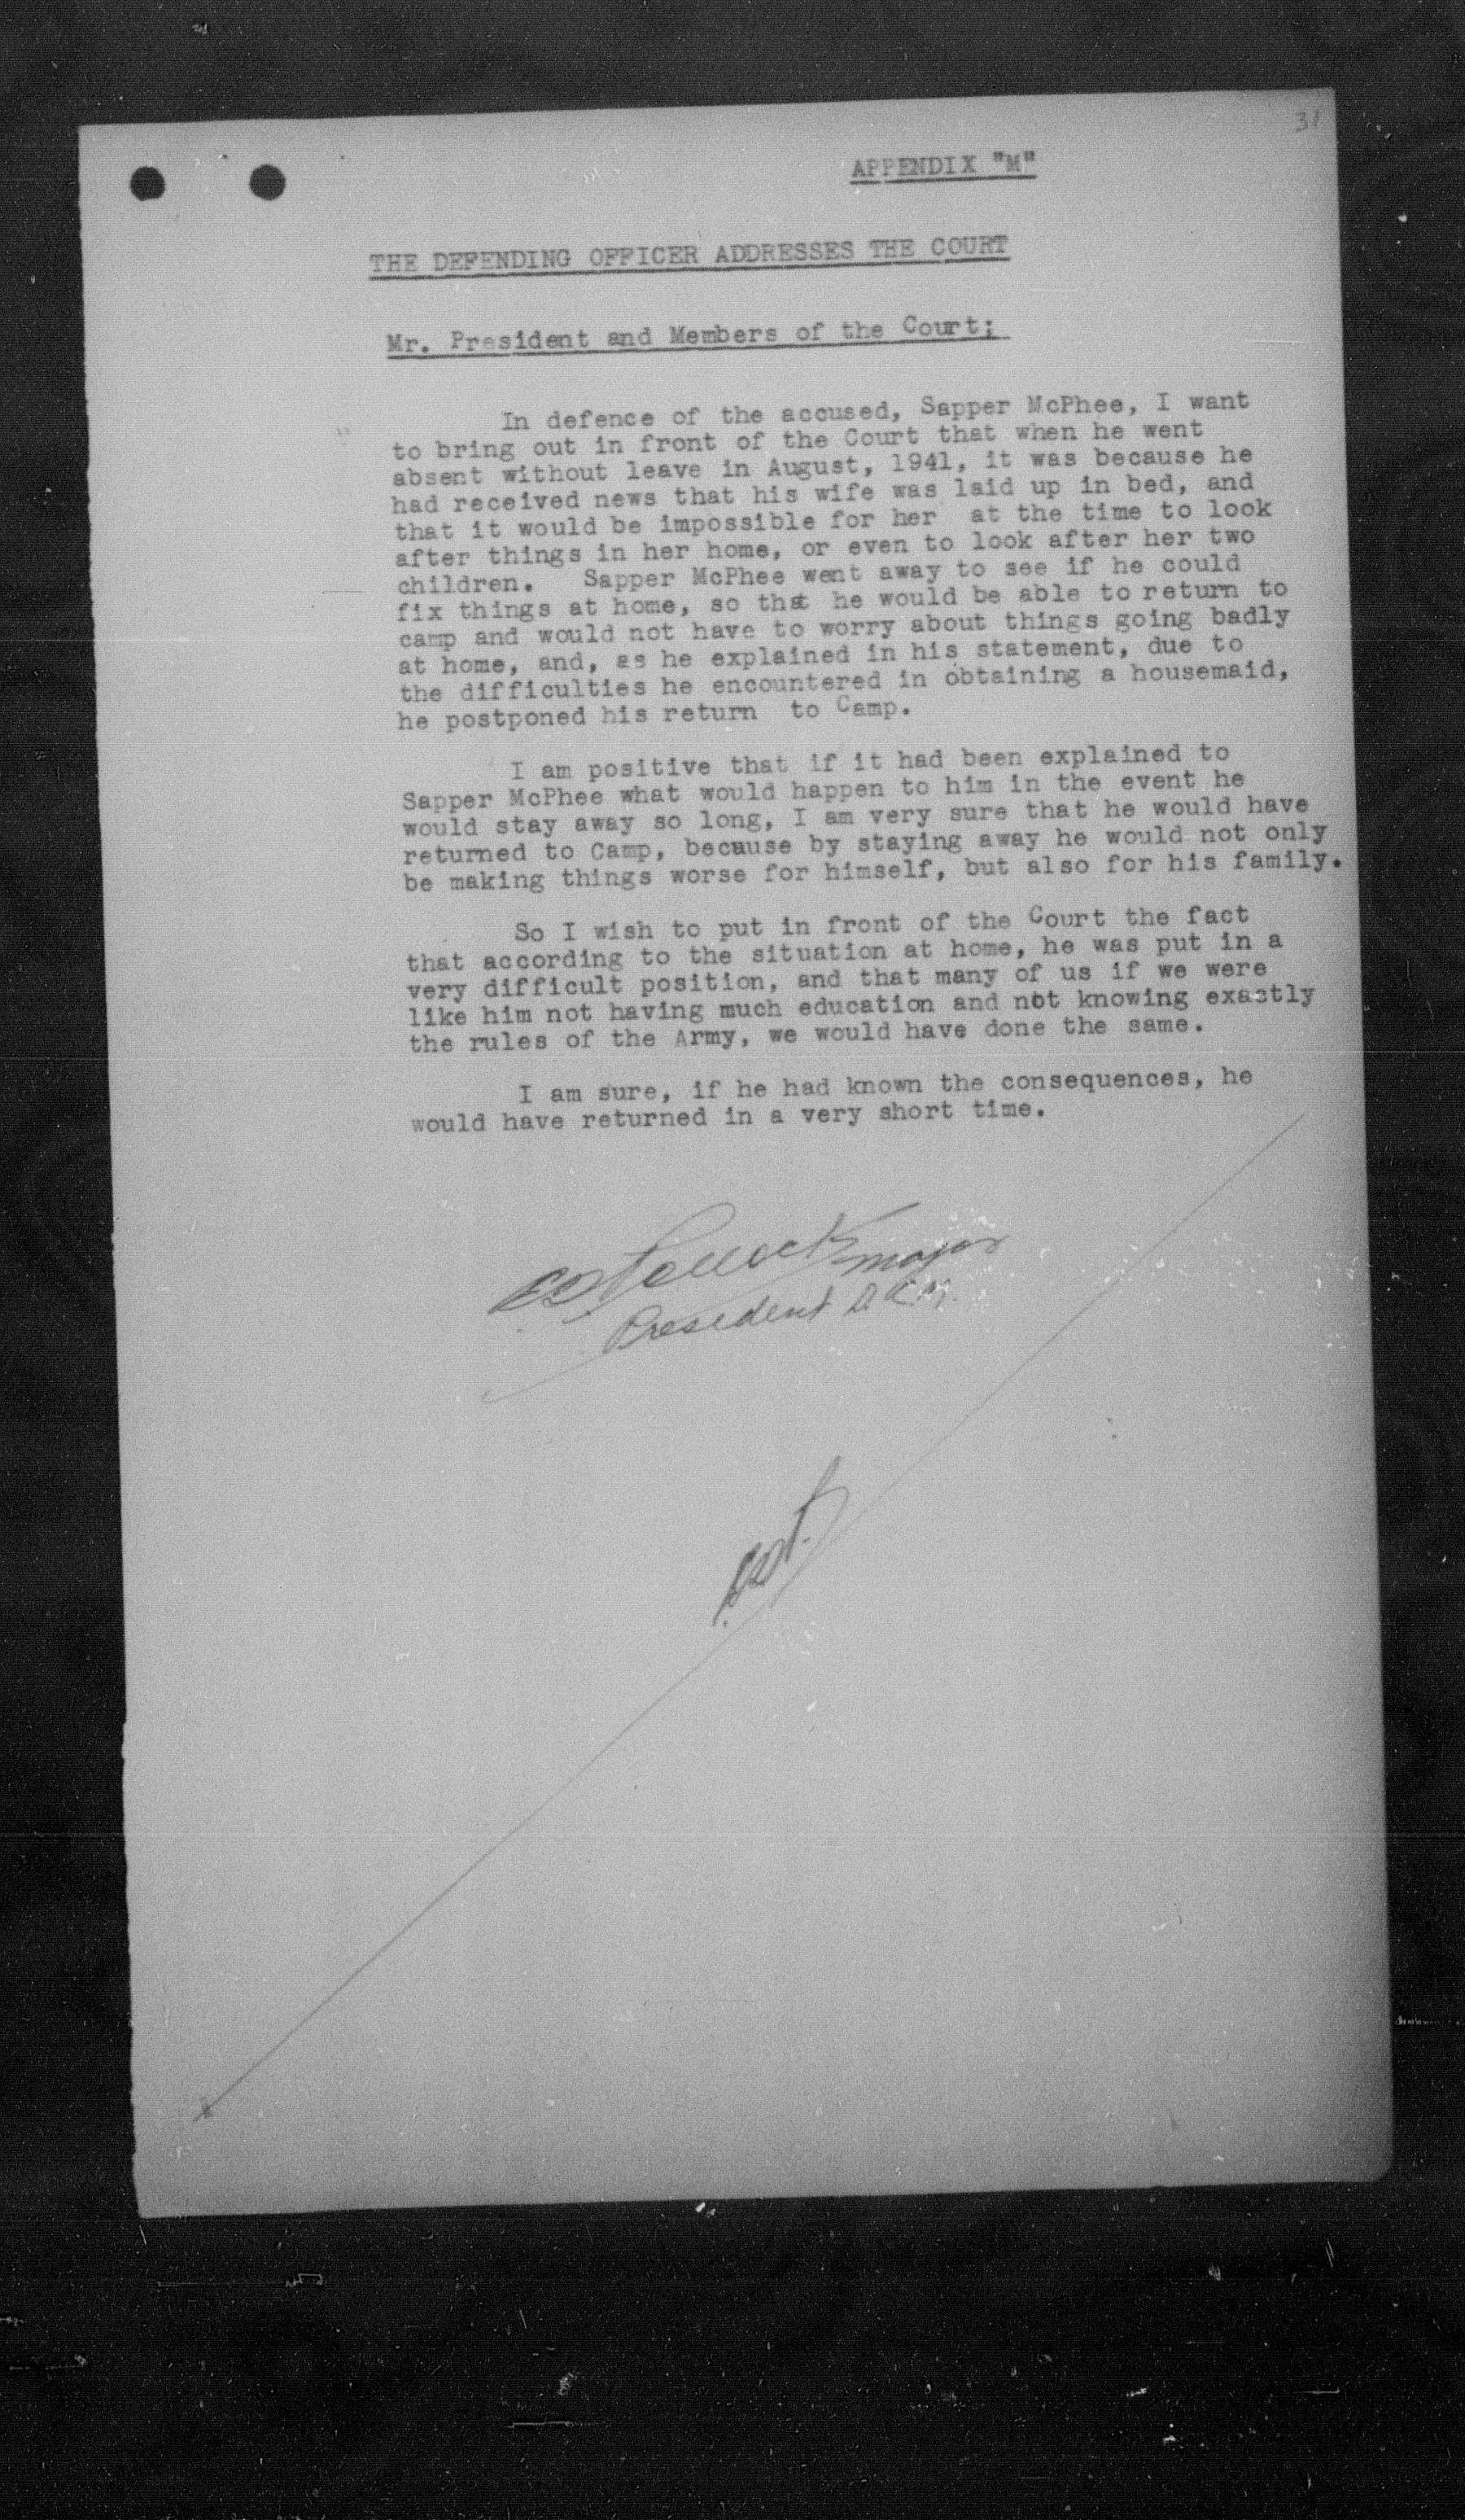 31
APPENDIX "M"
THE DEFENDING OFFICER ADDRESSES THE COURT
Mr. President and Members of the Court;
In defence of the accused, Sapper McPhee, I want
to bring out in front of the Court that when he went
absent without leave in August, 1941, it was because he
had received news that his wife was laid up in bed, and
that it would be impossible for her at the time to look
after things in her home, or even to look after her two
children. Sapper McPhee went away to see if he could
fix things at home, so that he would be able to return to
camp and would not have to worry about things going badly
at home, and, as he explained in his statement, due to
the difficulties he encountered in obtaining a housemaid,
he postponed his return to Camp.
I am positive that if it had been explained to
Sapper McPhee what would happen to him in the event he
would stay away so long, I am very sure that he would have
returned to Camp, because by staying away he would not only
be making things worse for himself, but also for his family.
So I wish to put in front of the Court the fact
that according to the situation at home, he was put in a
very difficult position, and that many of us if we were
like him not having much education and not knowing exactly
the rules of the Army, we would have done the same.
I am sure, if he had known the consequences, he
would have returned in a very short time.
Major
President D.C.M.